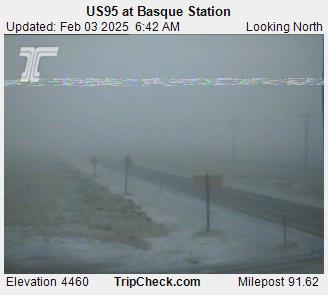 US95 at Basque Station
Updated: Feb 03 2025 6:42 AM
Looking North
Elevation 4460
TripCheck.com
Milepost 91.62